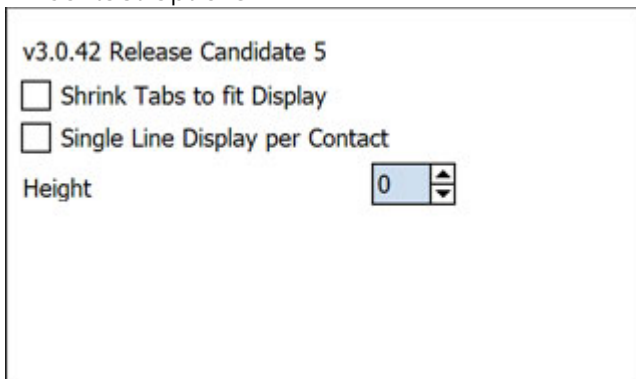 v3.0.42 Release Candidate 5
Shrink Tabs to fit Display
Single Line Display per Contact
Height 0